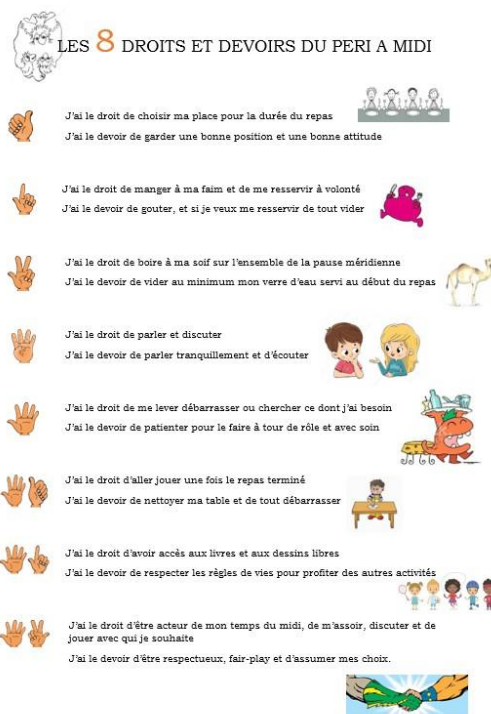 LES 8 DROITS ET DEVOIRS DU PERI A MIDI
J'ai le droit de choisir ma place pour la durée du repas
J'ai le devoir de garder une bonne position et une bonne attitude
J'ai le droit de manger à ma faim et de me resservir à volonté
J'ai le devoir de gouter, et si je veux me resservir de tout vider
J'ai le droit de boire à ma soif sur l'ensemble de la pause méridienne
J'ai le devoir de vider au minimum mon verre d'eau servi au début du repas
J'ai le droit de parler et discuter
J'ai le devoir de parler tranquillement et d'écouter
J'ai le droit de me lever débarrasser ou chercher ce dont j'ai besoin
J'ai le devoir de patienter pour le faire à tour de rôle et avec soin
J'ai le droit d'aller jouer une fois le repas terminé
J'ai le devoir de nettoyer ma table et de tout débarrasser
J'ai le droit d'avoir accès aux livres et aux dessins libres
J'ai le devoir de respecter les règles de vies pour profiter des autres activités
J'ai le droit d'être acteur de mon temps du midi, de m'assoir, discuter et de
jouer avec qui je souhaite
J'ai le devoir d'être respectueux, fair-play et d'assumer mes choix.